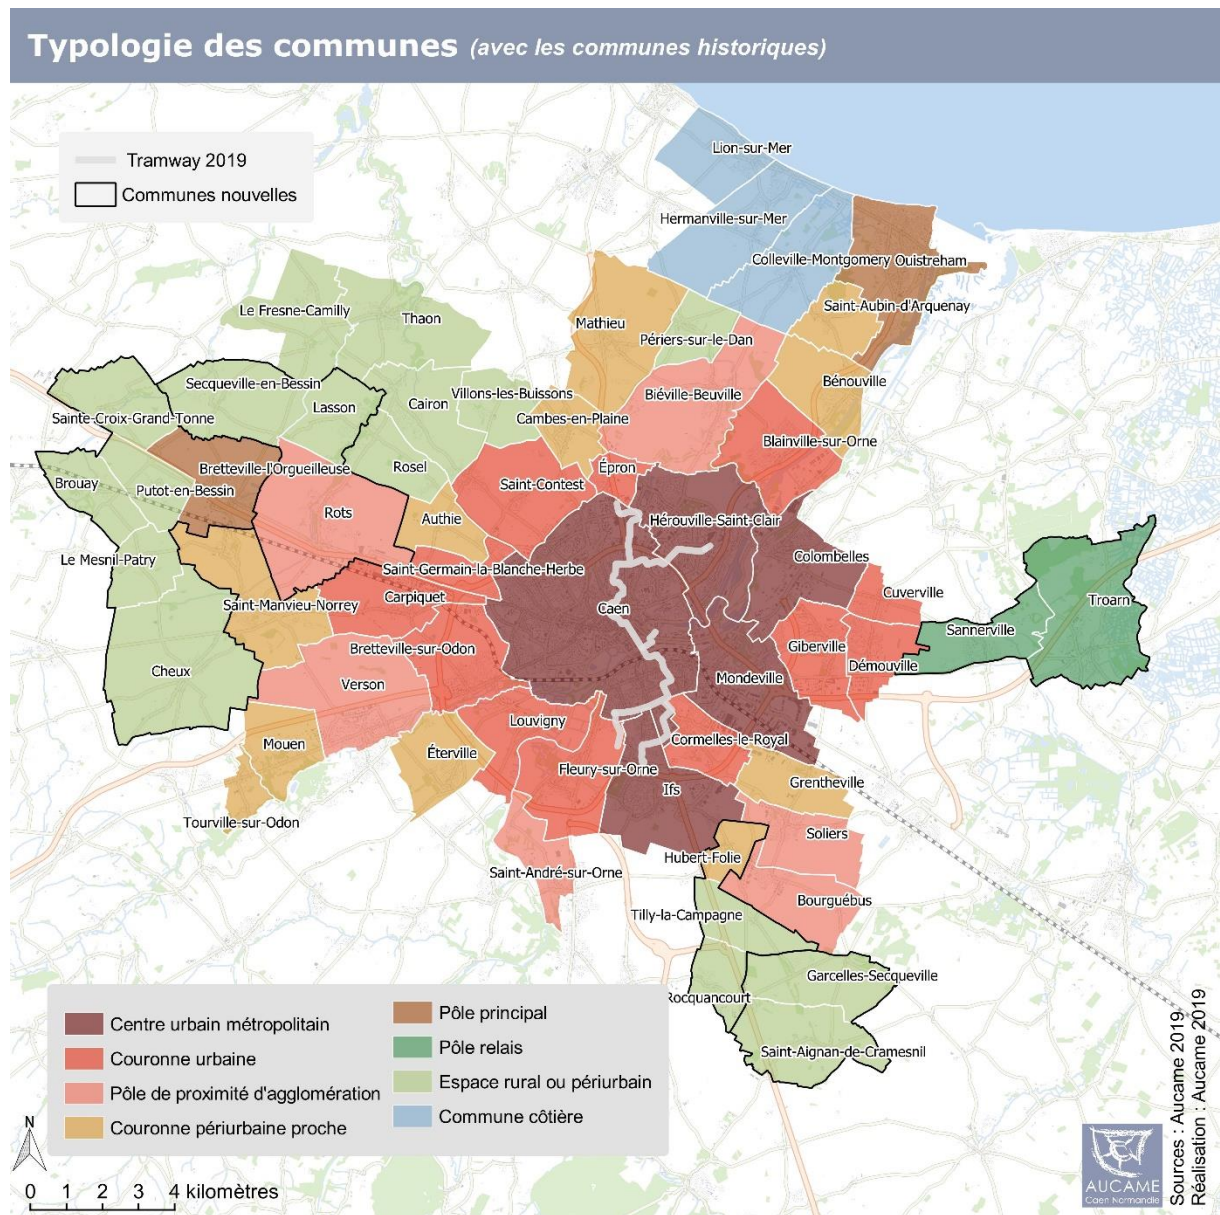 Typologie des communes (avec les communes historiques)
Tramway 2019
Communes nouvelles
Lion-sur-Mer
Hermanville-sur-Mer
Colleville-Montgomery
Ouistreham
Saint-Aubin-d'Arquenay
Le Fresne-Camilly
Thaon
Mathieu
Périers-sur-le-Dan
Bénouville
Secqueville-en-Bessin
Lasson
Cairon
Villons-les-Buissons
Biéville-Beuville
Sainte-Croix-Grand-Tonne
Cambes-en-Plaine
Blainville-sur-Orne
Bretteville-l'Orgueilleuse
Rosel
Épron
Brouay
Putot-en-Bessin
Saint-Contest
Rots
Authie
Hérouville-Saint-Clair
Le Mesnil-Patry
Saint-Germain-la-Blanche-Herbe
Colombelles
Carpiquet
Cuverville
Saint-Manvieu-Norrey
Caen
Troarn
Sannerville
Bretteville-sur-Odon
Giberville
Démouville
Cheux
Verson
Mondeville
Louvigny
Mouen
Éterville
Cormelles-le-Royal
Fleury-sur-Orne
Grentheville
Ifs
Tourville-sur-Odon
Soliers
Hubert-Folie
Saint-André-sur-Orne
Bourguébus
Tilly-la-Campagne
Garcelles-Secqueville
Rocquancourt
Saint-Aignan-de-Cramesnil
Centre urbain métropolitain
Couronne urbaine
Pôle de proximité d'agglomération
Couronne périurbaine proche
Pôle principal
Pôle relais
Espace rural ou périurbain
Commune côtière
N
0 1 2 3 4 kilomètres
AUCAME
Caen Normandie
Sources : Aucame 2019
Réalisation : Aucame 2019